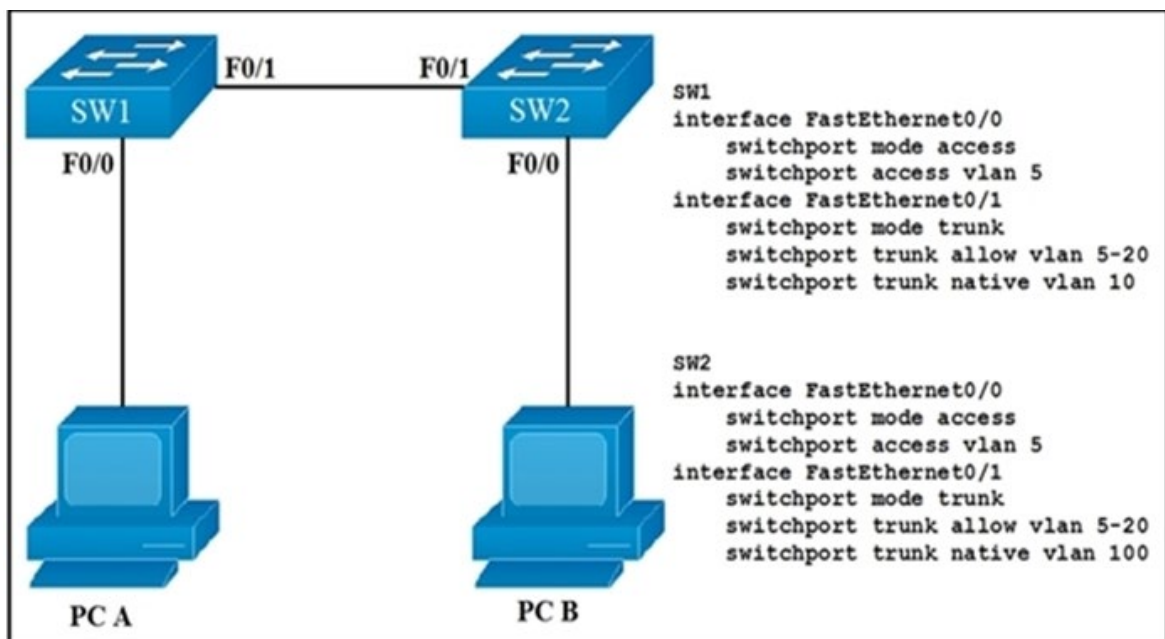 F0/1
F0/1
SW1
SW2
F0/0
F0/0
PC A
PC B
SW1
interface FastEthernet0/0
switchport mode access
switchport access vlan 5
interface FastEthernet0/1
switchport mode trunk
switchport trunk allow vlan 5-20
switchport trunk native vlan 10
SW2
interface FastEthernet0/0
switchport mode access
switchport access vlan 5
interface FastEthernet0/1
switchport mode trunk
switchport trunk allow vlan 5-20
switchport trunk native vlan 100